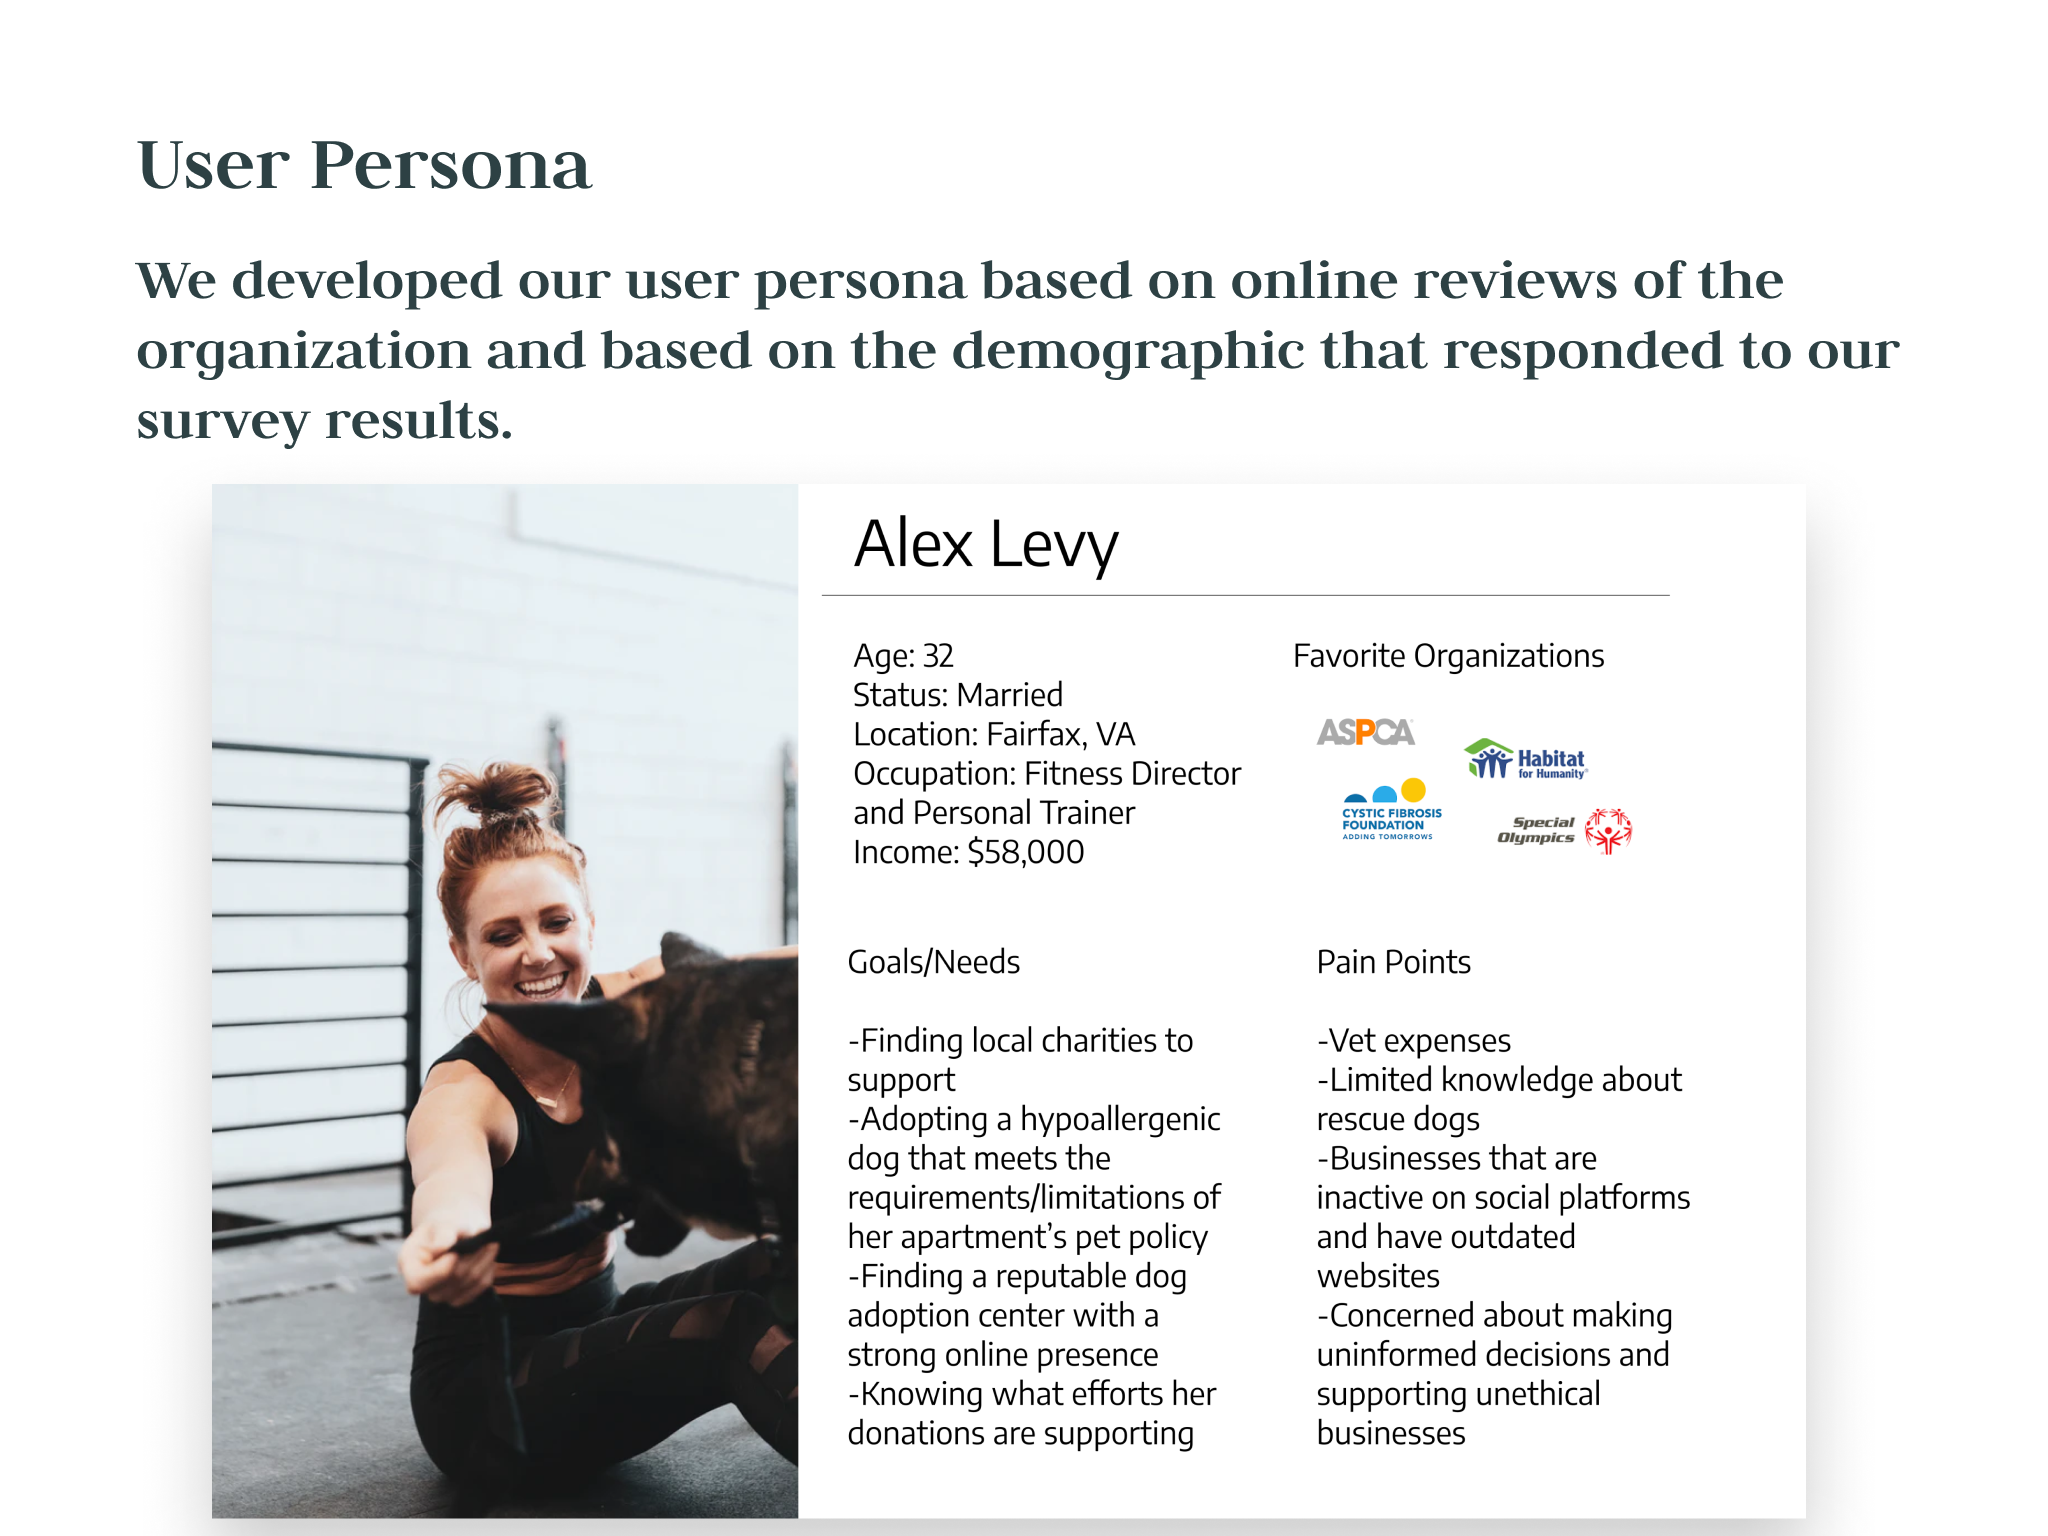 User Persona
We developed our user persona based on online reviews of the
organization and based on the demographic that responded to our
survey results.
Alex Levy
Age: 32
Status: Married
Location: Fairfax, VA
Occupation: Fitness Director
and Personal Trainer
Income: $58,000
Favorite Organizations
ASPCA
Habitat
for Humanity®
CYSTIC FIBROSIS
FOUNDATION
ADDING TOMORROWS
Special
Olympics
Goals/Needs
-Finding local charities to
support
-Adopting a hypoallergenic
dog that meets the
requirements/limitations of
her apartment’s pet policy
-Finding a reputable dog
adoption center with a
strong online presence
-Knowing what efforts her
donations are supporting
Pain Points
-Vet expenses
-Limited knowledge about
rescue dogs
-Businesses that are
inactive on social platforms
and have outdated
websites
-Concerned about making
uninformed decisions and
supporting unethical
businesses